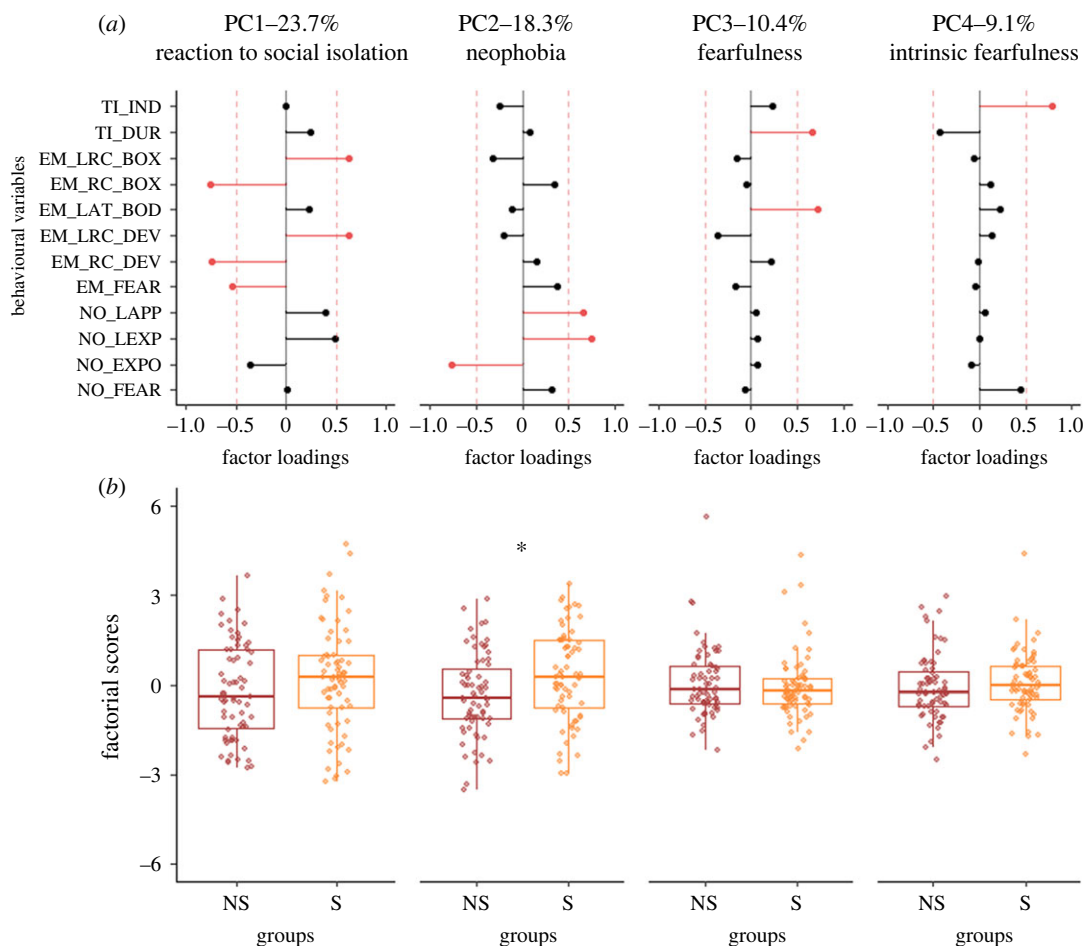 (a)
PC1–23.7%
reaction to social isolation
PC2–18.3%
neophobia
PC3–10.4%
fearfulness
PC4–9.1%
intrinsic fearfulness
behavioural variables
TI_IND
TI_DUR
EM_LRC_BOX
EM_RC_BOX
EM_LAT_BOD
EM_LRC_DEV
EM_RC_DEV
EM_FEAR
NO_LAPP
NO_LEXP
NO_EXPO
NO_FEAR
–1.0 –0.5 0 0.5 1.0
factor loadings
–1.0 –0.5 0 0.5 1.0
factor loadings
–1.0 –0.5 0 0.5 1.0
factor loadings
–1.0 –0.5 0 0.5 1.0
factor loadings
(b)
factorial scores
6
3
0
–3
–6
*
NS S
groups
NS S
groups
NS S
groups
NS S
groups